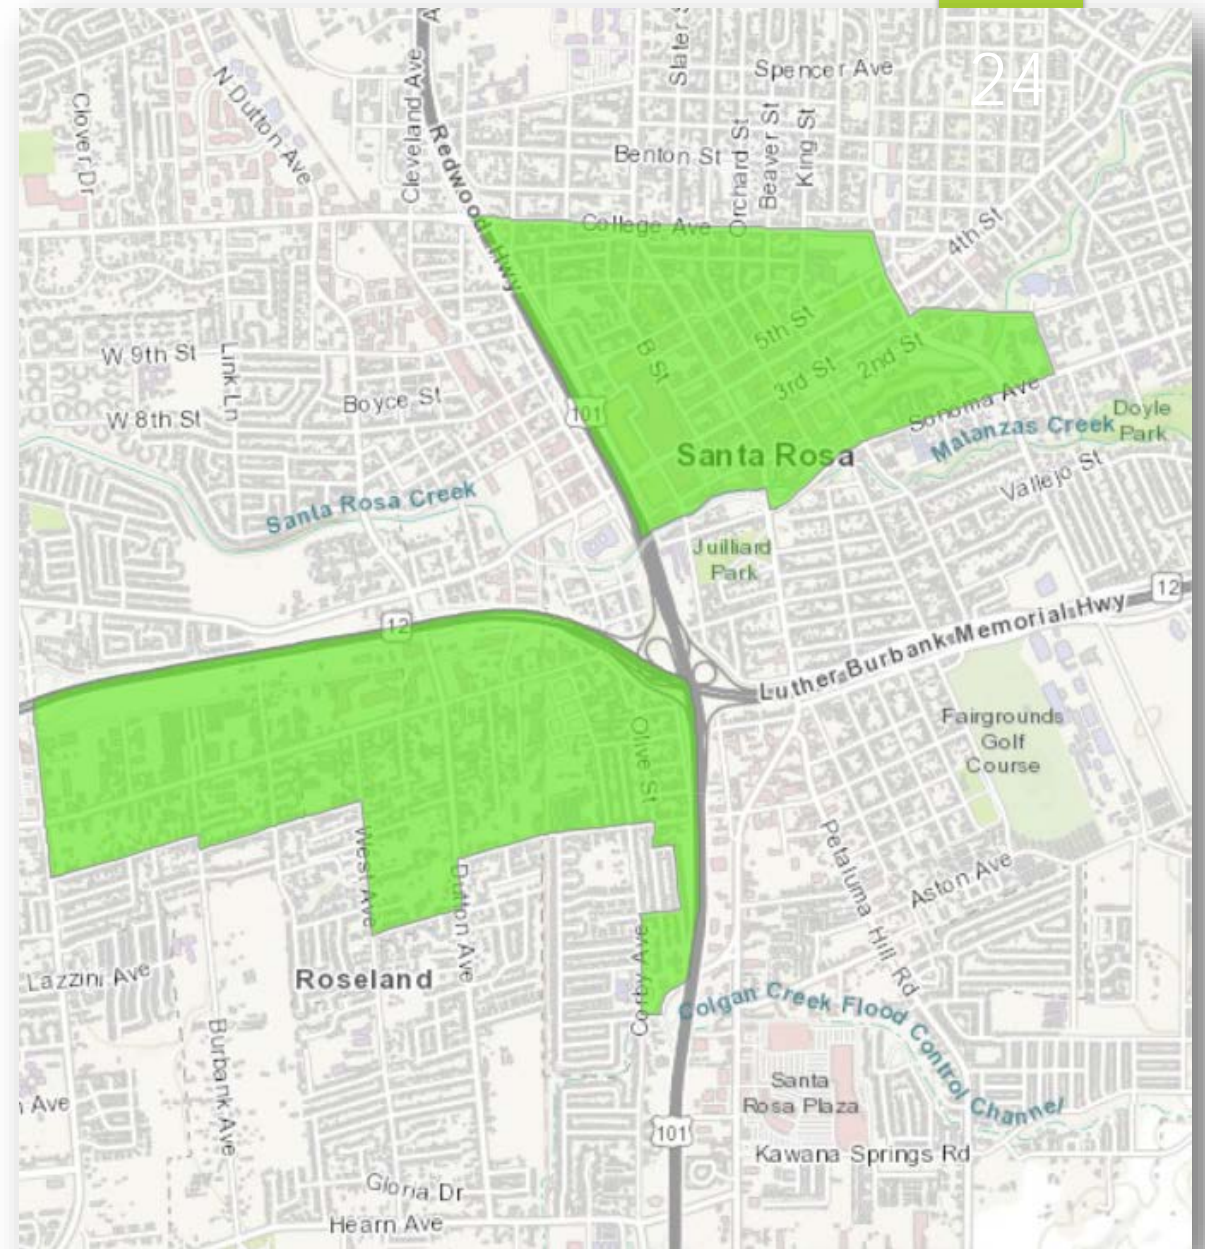 24
Slater S
Spencer Ave
Cleveland Ave
A
N Dutton Ave
Clover Dr
Redwood Hwy
Benton St
Orchard St
Beaver St
King St
College Ave
4th St
5th St
B St
3rd St
2nd St
W 9th St
Link Ln
Boyce St
W 8th St
101
Sonoma Ave
Doyle
Park
Matanzas Creek
Santa Rosa
Vallejo St
Santa Rosa Creek
Juilliard
Park
12
12
Luther Burbank Memorial Hwy
Olive St
Fairgrounds
Golf
Course
West Ave
Dutton Ave
Petaluma Hill Rd
Aston Ave
Corby Ave
Lazzini Ave
Roseland
Colgan Creek Flood Control Channel
Burbank Ave
Santa
Rosa Plaza
Ave
101
Kawana Springs Rd
Gloria Dr
Hearn Ave